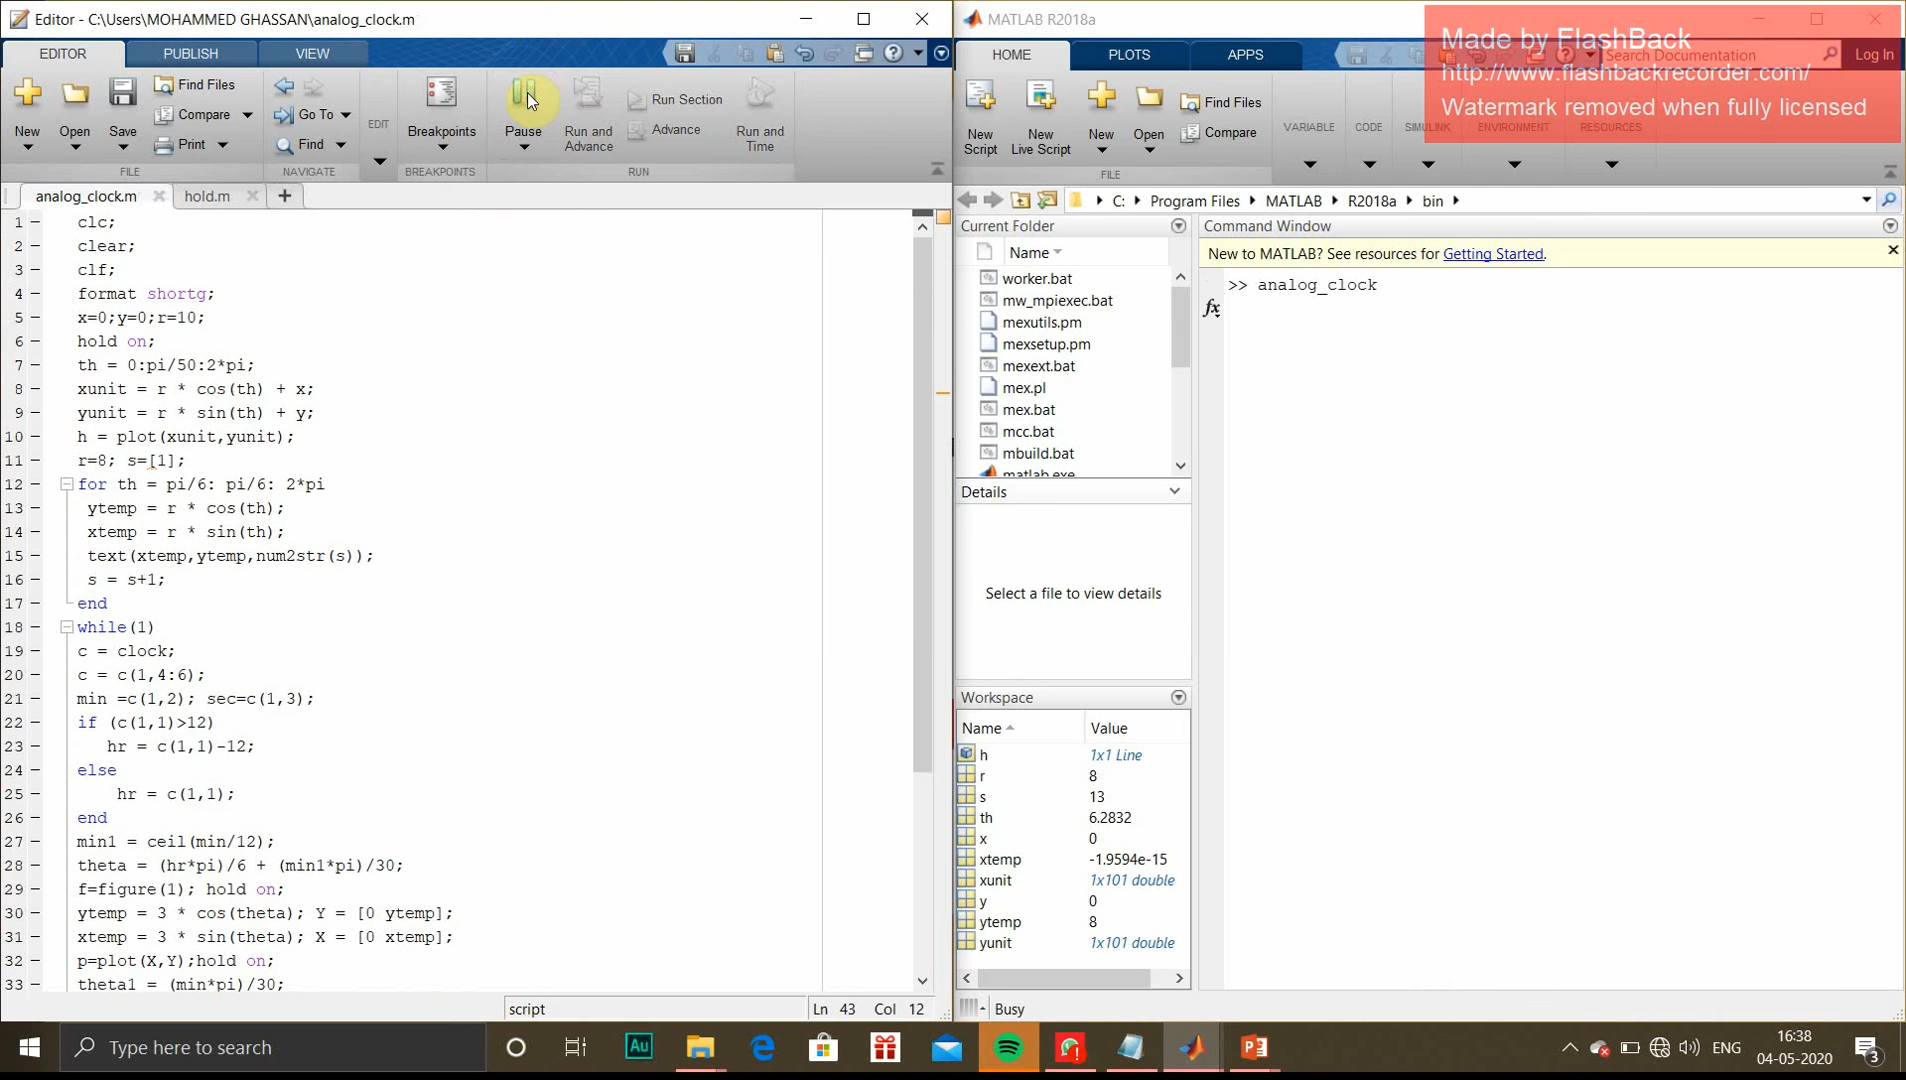 Editor - C:\Users\MOHAMMED GHASSAN\analog_clock.m
EDITOR
PUBLISH
VIEW
New
Open
Save
Find Files
Compare
Print
FILE
Go To
Find
NAVIGATE
EDIT
Breakpoints
BREAKPOINTS
Pause
Run and Advance
Run Section
Advance
Run and Time
RUN
analog_clock.m
hold.m
1 clc;
2 clear;
3 clf;
4 format shortg;
5 x=0;y=0;r=10;
6 hold on;
7 th = 0:pi/50:2*pi;
8 xunit = r * cos(th) + x;
9 yunit = r * sin(th) + y;
10 h = plot(xunit,yunit);
11 r=8; s=[1];
12 for th = pi/6: pi/6: 2*pi
13 ytemp = r * cos(th);
14 xtemp = r * sin(th);
15 text(xtemp,ytemp,num2str(s));
16 s = s+1;
17 end
18 while(1)
19 c = clock;
20 c = c(1,4:6);
21 min =c(1,2); sec=c(1,3);
22 if (c(1,1)>12)
23 hr = c(1,1)-12;
24 else
25 hr = c(1,1);
26 end
27 min1 = ceil(min/12);
28 theta = (hr*pi)/6 + (min1*pi)/30;
29 f=figure(1); hold on;
30 ytemp = 3 * cos(theta); Y = [0 ytemp];
31 xtemp = 3 * sin(theta); X = [0 xtemp];
32 p=plot(X,Y);hold on;
33 theta1 = (min*pi)/30;
script
Ln 43 Col 12
MATLAB R2018a
Made by FlashBack
http://www.flashbackrecorder.com/
Watermark removed when fully licensed
HOME
PLOTS
APPS
Search Documentation
Log In
New Script
New Live Script
New
Open
Find Files
Compare
FILE
VARIABLE
CODE
SIMULINK
ENVIRONMENT
RESOURCES
C: Program Files MATLAB R2018a bin
Current Folder
Name
worker.bat
mw_mpiexec.bat
mexutils.pm
mexsetup.pm
mexext.bat
mex.pl
mex.bat
mcc.bat
mbuild.bat
matlab.exe
Details
Select a file to view details
Workspace
Name Value
h 1x1 Line
r 8
s 13
th 6.2832
x 0
xtemp -1.9594e-15
xunit 1x101 double
y 0
ytemp 8
yunit 1x101 double
Command Window
New to MATLAB? See resources for Getting Started.
>> analog_clock
fx
Busy
Type here to search
Au
ENG
16:38
04-05-2020
3